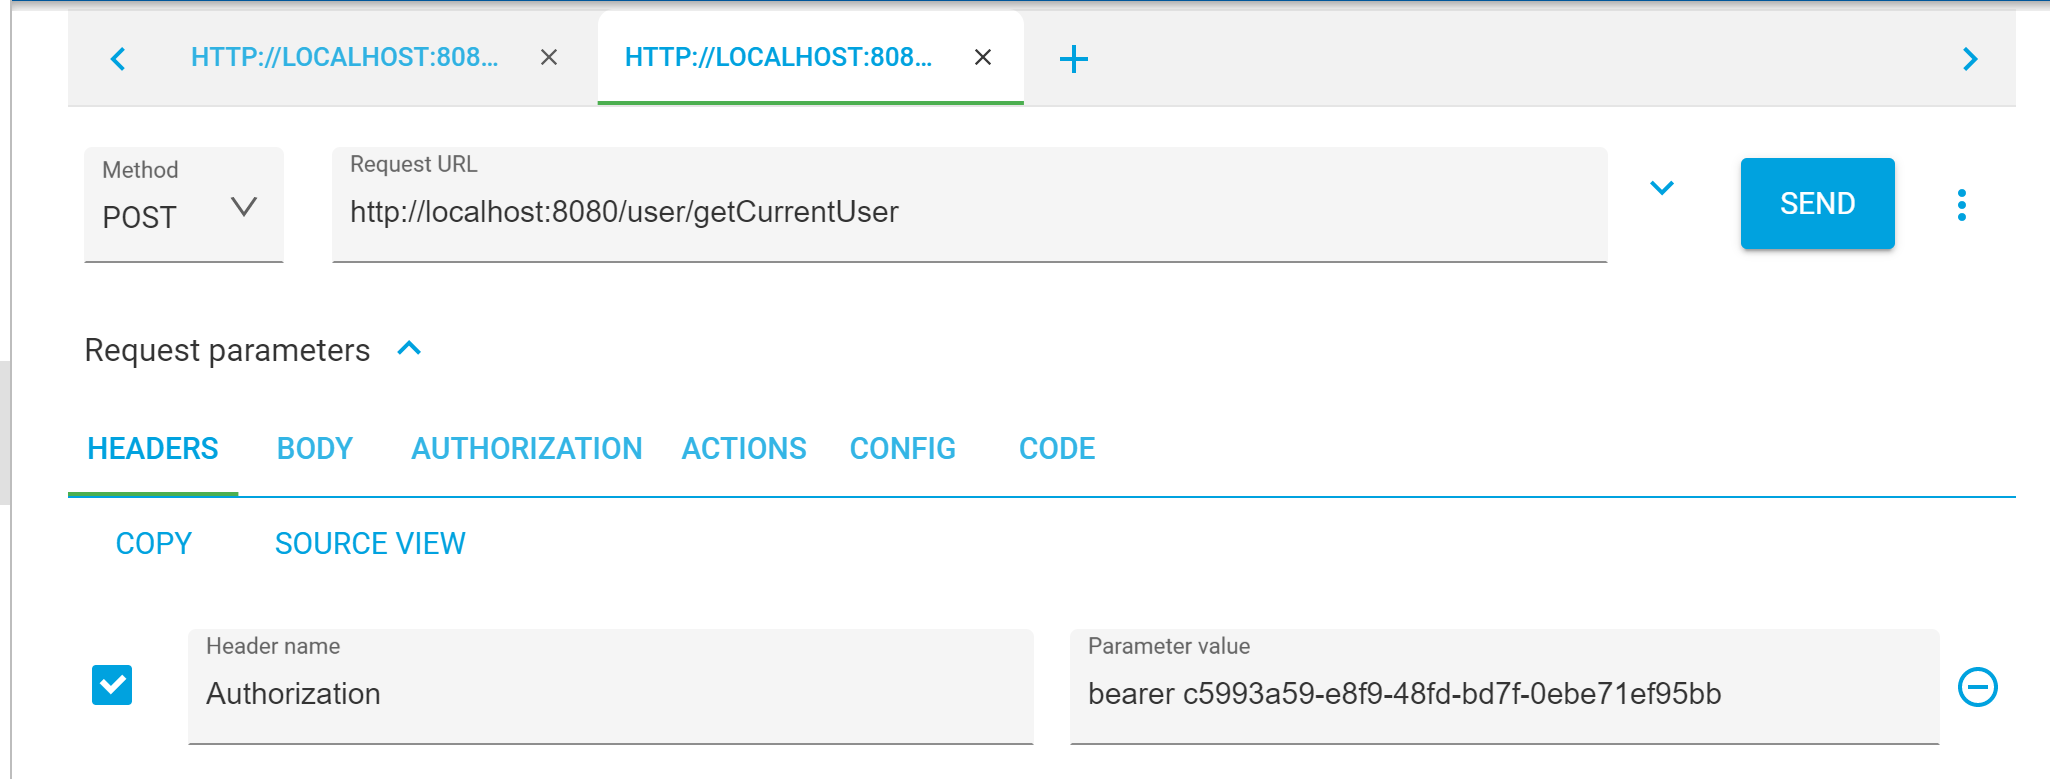 HTTP://LOCALHOST:808... HTTP://LOCALHOST:808...
Method
POST
Request URL
http://localhost:8080/user/getCurrentUser
SEND
Request parameters
HEADERS BODY AUTHORIZATION ACTIONS CONFIG CODE
COPY SOURCE VIEW
Header name
Authorization
Parameter value
bearer c5993a59-e8f9-48fd-bd7f-0ebe71ef95bb